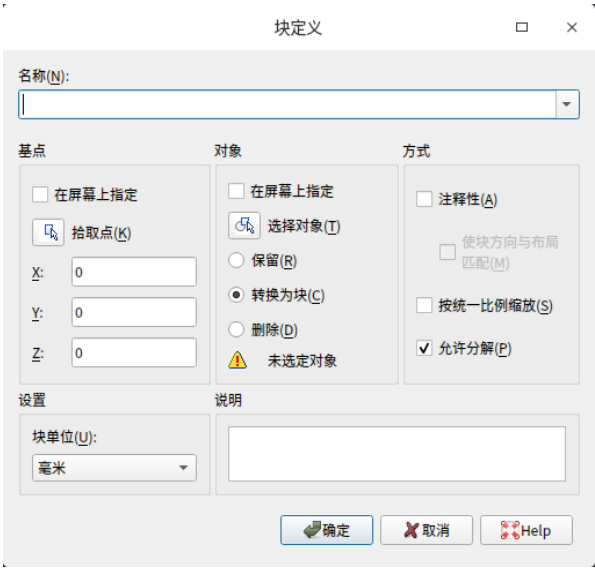 块定义
名称(N):
基点
在屏幕上指定
拾取点(K)
X: 0
Y: 0
Z: 0
对象
在屏幕上指定
选择对象(T)
保留(R)
转换为块(C)
删除(D)
未选定对象
方式
注释性(A)
使块方向与布局
匹配(M)
按统一比例缩放(S)
允许分解(P)
设置
块单位(U):
毫米
说明
确定
取消
Help